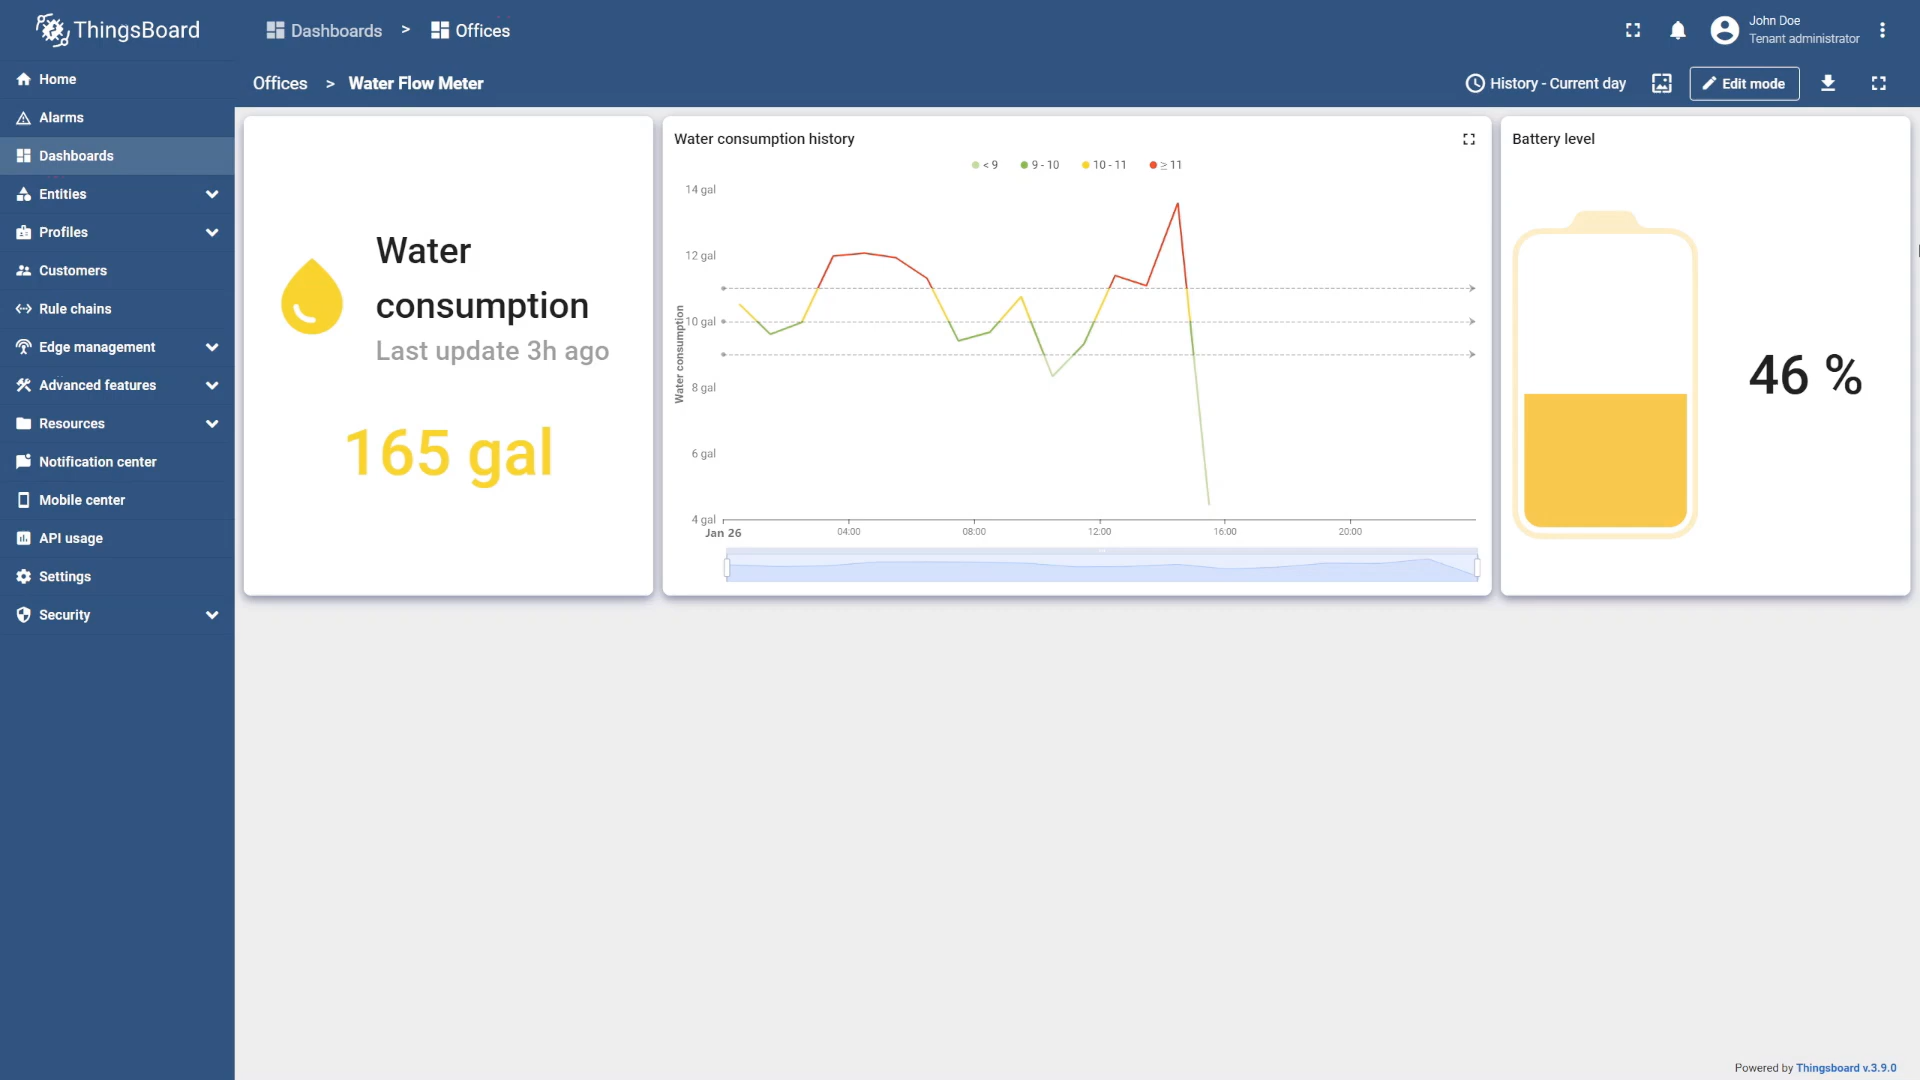 ThingsBoard
Dashboards > Offices
John Doe
Tenant administrator
Home
Alarms
Dashboards
Entities
Profiles
Customers
Rule chains
Edge management
Advanced features
Resources
Notification center
Mobile center
API usage
Settings
Security
Offices > Water Flow Meter
History - Current day
Edit mode
Water
consumption
Last update 3h ago
165 gal
Water consumption history
< 9 9 - 10 10 - 11 ≥ 11
Water consumption
14 gal
12 gal
10 gal
8 gal
6 gal
4 gal
Jan 26 04:00 08:00 12:00 16:00 20:00
Battery level
46 %
Powered by Thingsboard v.3.9.0